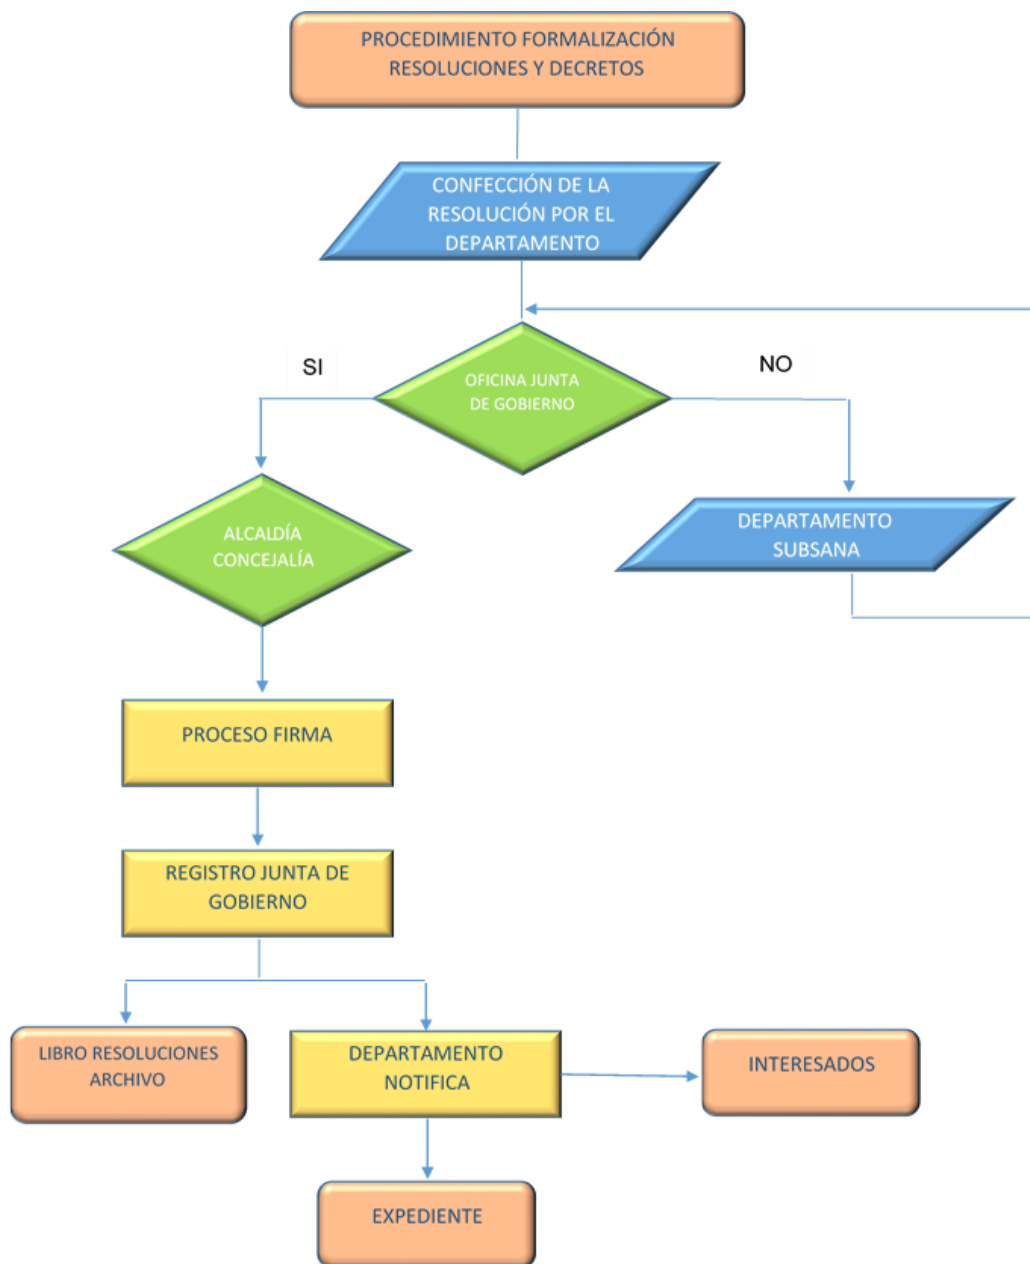 PROCEDIMIENTO FORMALIZACIÓN
RESOLUCIONES Y DECRETOS
CONFECCIÓN DE LA
RESOLUCIÓN POR EL
DEPARTAMENTO
SI
NO
OFICINA JUNTA
DE GOBIERNO
ALCALDÍA
CONCEJALÍA
DEPARTAMENTO
SUBSANA
PROCESO FIRMA
REGISTRO JUNTA DE
GOBIERNO
LIBRO RESOLUCIONES
ARCHIVO
DEPARTAMENTO
NOTIFICA
INTERESADOS
EXPEDIENTE